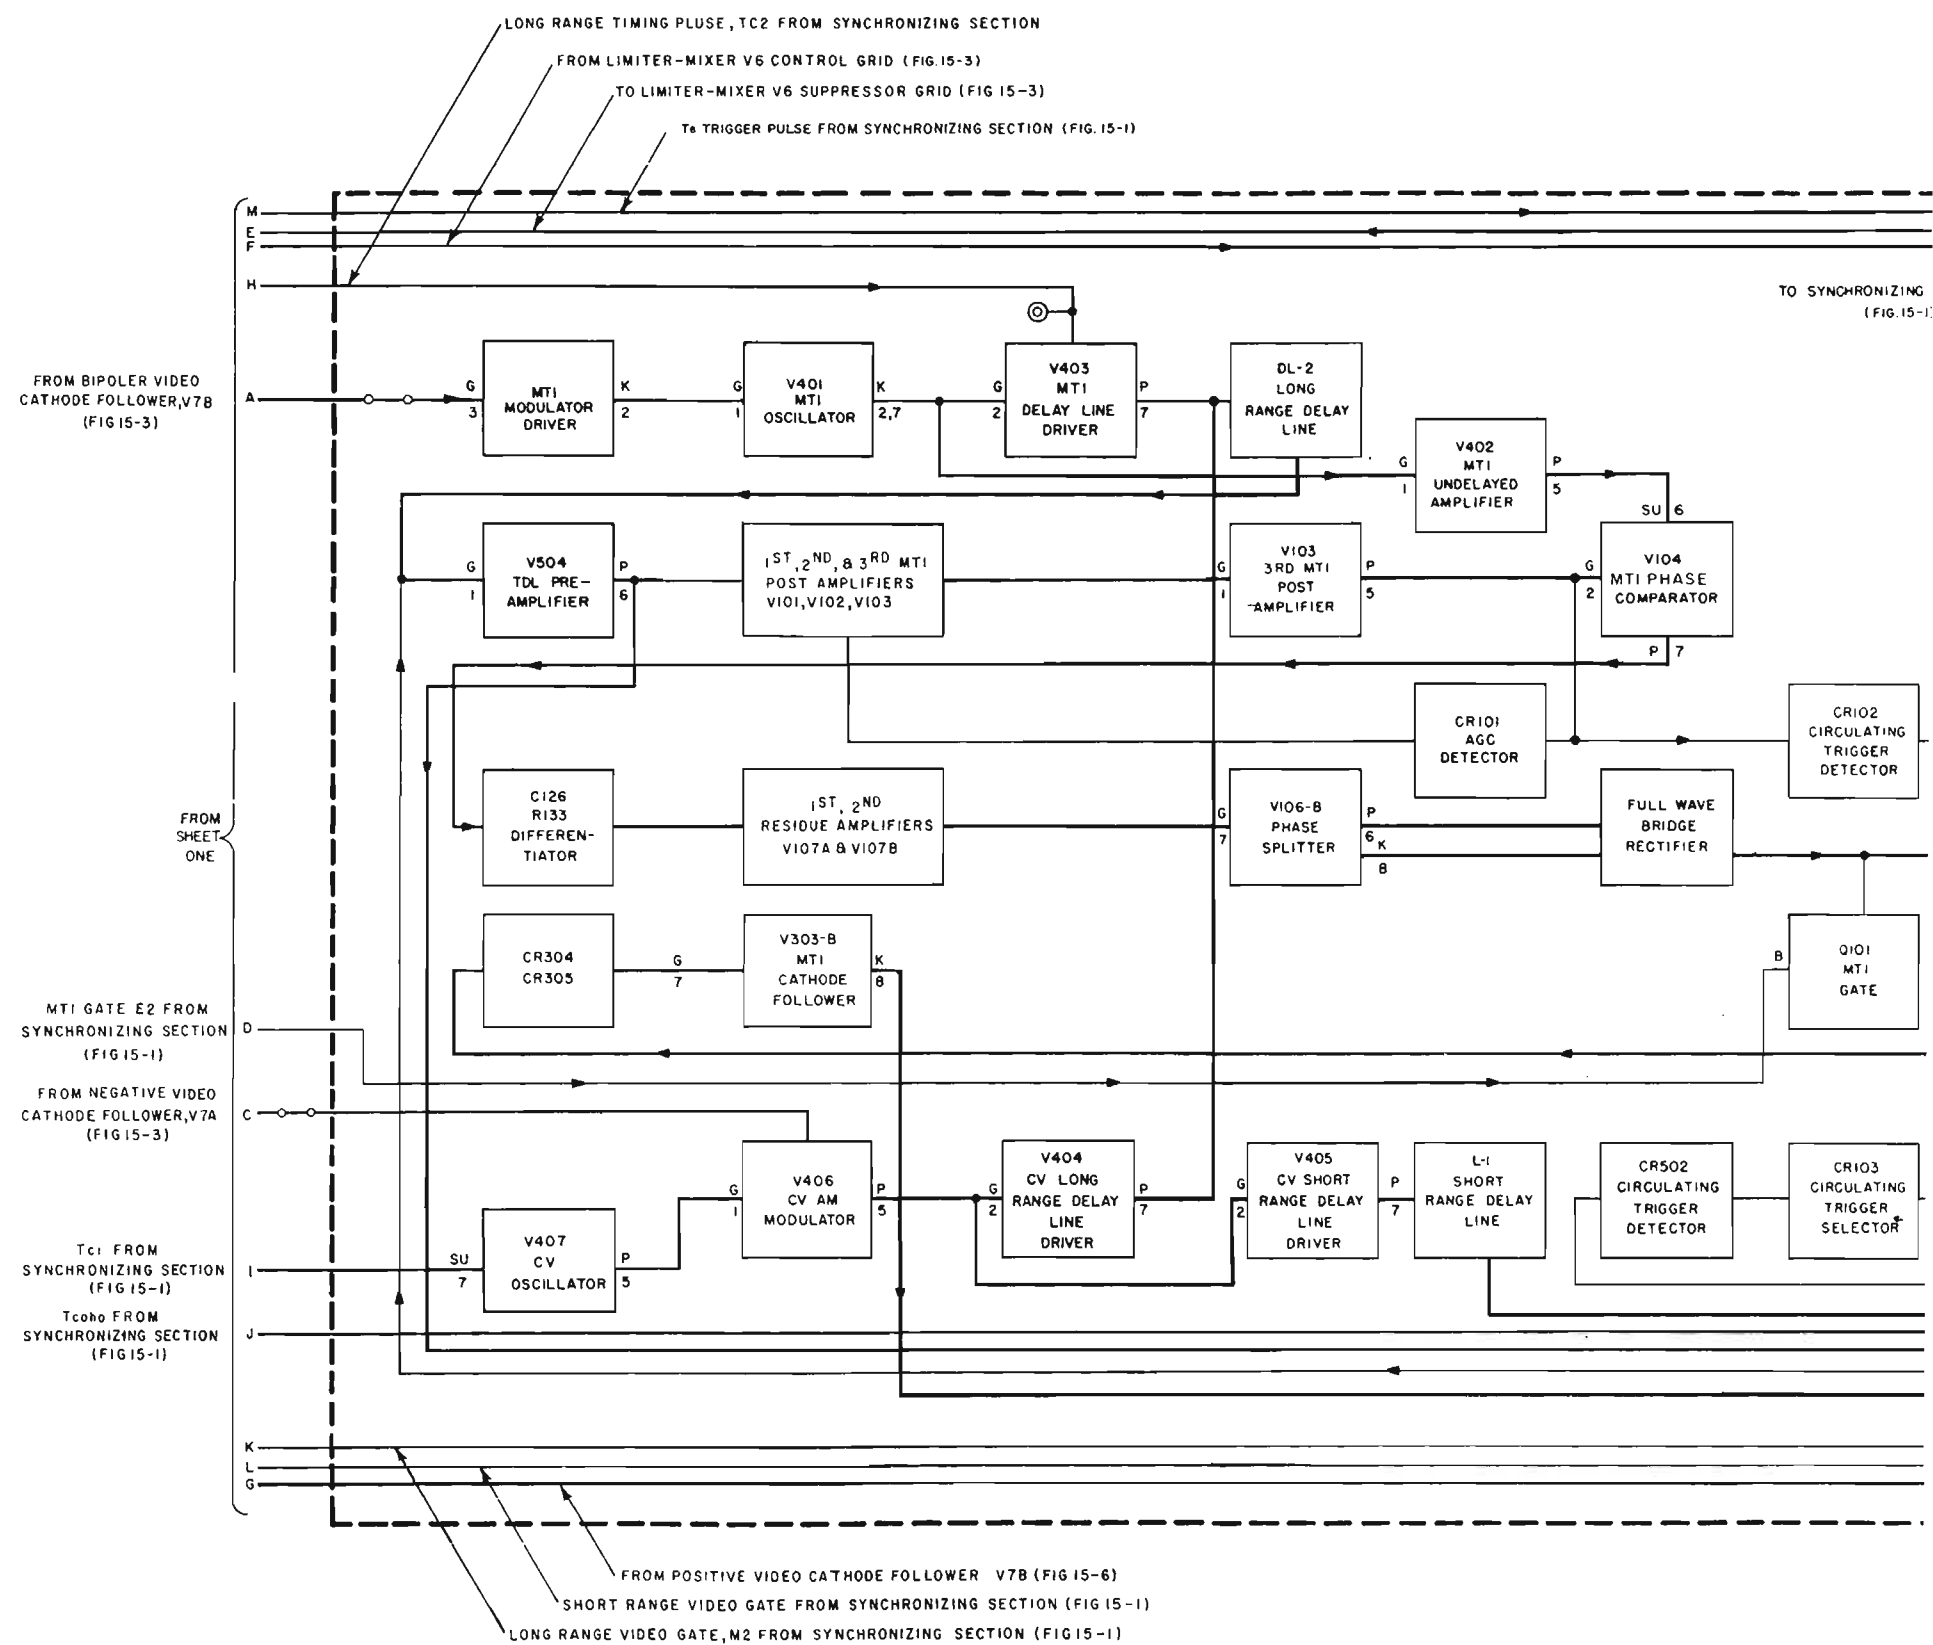 LONG RANGE TIMING PLUSE, TC2 FROM SYNCHRONIZING SECTION
FROM LIMITER-MIXER V6 CONTROL GRID (FIG.15-3)
TO LIMITER-MIXER V6 SUPPRESSOR GRID (FIG 15-3)
Te TRIGGER PULSE FROM SYNCHRONIZING SECTION (FIG. 15-1)
M
E
F
H
TO SYNCHRONIZING
(FIG.15-1)
FROM BIPOLER VIDEO
CATHODE FOLLOWER,V7B
(FIG 15-3)
A
G
3
MTI
MODULATOR
DRIVER
K
2
G
1
V401
MTI
OSCILLATOR
K
2,7
G
2
V403
MTI
DELAY LINE
DRIVER
P
7
DL-2
LONG
RANGE DELAY
LINE
G
1
V402
MTI
UNDELAYED
AMPLIFIER
P
5
SU 6
G
1
V504
TDL PRE-
AMPLIFIER
P
6
1ST, 2ND, & 3RD MTI
POST AMPLIFIERS
V101,V102,V103
G
1
V103
3RD MTI
POST
AMPLIFIER
P
5
G
2
V104
MTI PHASE
COMPARATOR
P 7
CR101
AGC
DETECTOR
CR102
CIRCULATING
TRIGGER
DETECTOR
FROM
SHEET
ONE
C126
R133
DIFFEREN-
TIATOR
1ST, 2ND
RESIDUE AMPLIFIERS
V107A & V107B
G
7
V106-B
PHASE
SPLITTER
P
6
K
8
FULL WAVE
BRIDGE
RECTIFIER
CR304
CR305
G
7
V303-B
MTI
CATHODE
FOLLOWER
K
8
B
Q101
MTI
GATE
MTI GATE E2 FROM
SYNCHRONIZING SECTION
(FIG 15-1)
D
FROM NEGATIVE VIDEO
CATHODE FOLLOWER,V7A
(FIG 15-3)
C
G
1
V406
CV AM
MODULATOR
P
5
G
2
V404
CV LONG
RANGE DELAY
LINE
DRIVER
P
7
G
2
V405
CV SHORT
RANGE DELAY
LINE
DRIVER
P
7
L-1
SHORT
RANGE DELAY
LINE
CR502
CIRCULATING
TRIGGER
DETECTOR
CR103
CIRCULATING
TRIGGER
SELECTOR
Tc1 FROM
SYNCHRONIZING SECTION
(FIG 15-1)
I
SU
7
V407
CV
OSCILLATOR
P
5
Tcoho FROM
SYNCHRONIZING SECTION
(FIG 15-1)
J
K
L
G
FROM POSITIVE VIDEO CATHODE FOLLOWER V7B (FIG 15-6)
SHORT RANGE VIDEO GATE FROM SYNCHRONIZING SECTION (FIG 15-1)
LONG RANGE VIDEO GATE, M2 FROM SYNCHRONIZING SECTION (FIG 15-1)